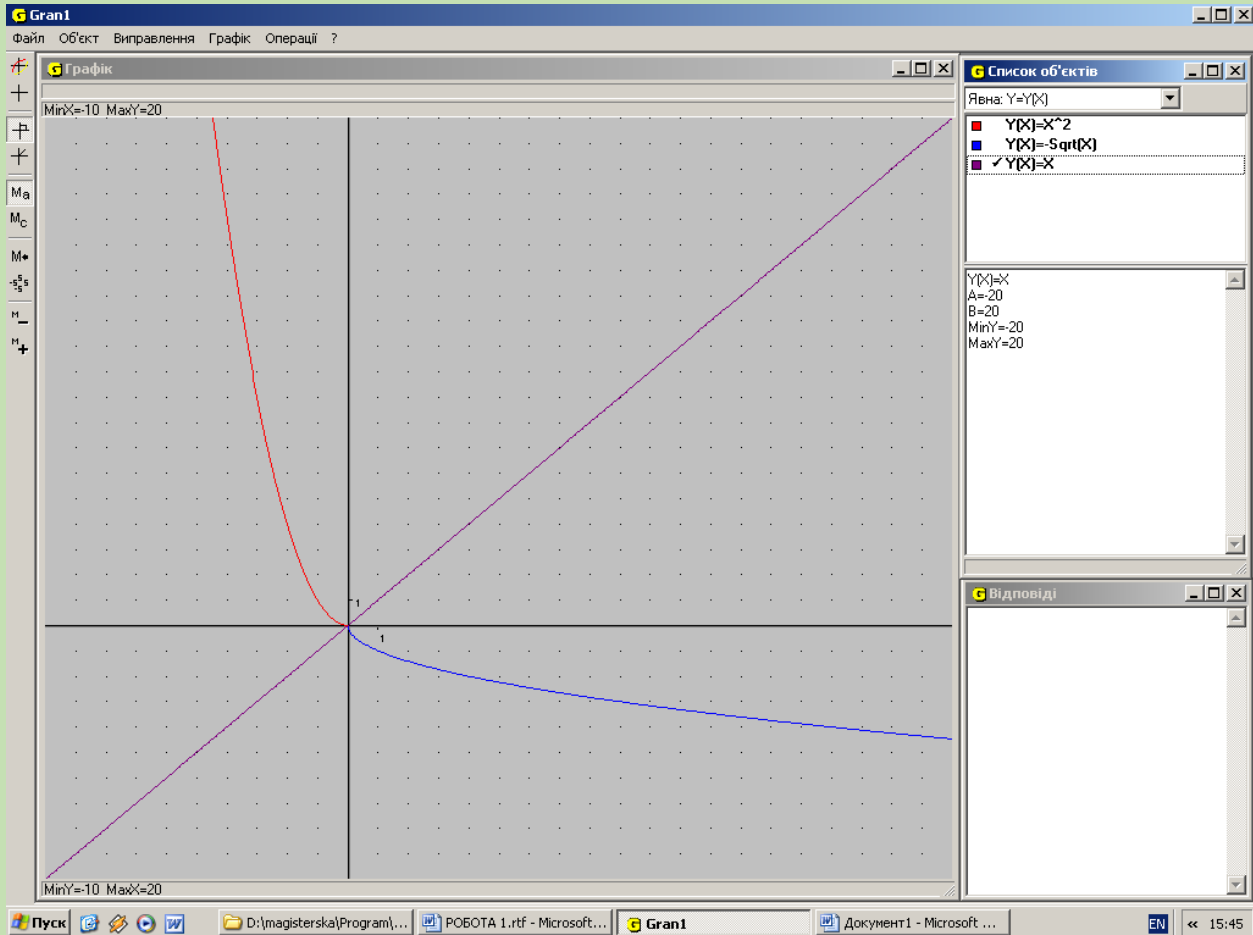 Gran1
Файл Об'єкт Виправлення Графік Операції ?
Графік
MinX=-10 MaxY=20
1
1
MinY=-10 MaxX=20
Ma
Mc
M
M
M
Список об'єктів
Явна: Y=Y(X)
Y(X)=X^2
Y(X)=-Sqrt(X)
✓ Y(X)=X
Y(X)=X
A=-20
B=20
MinY=-20
MaxY=20
Відповіді
Пуск D:\magisterska\Program\... РОБОТА 1.rtf - Microsoft... Gran1 Документ1 - Microsoft ... EN « 15:45